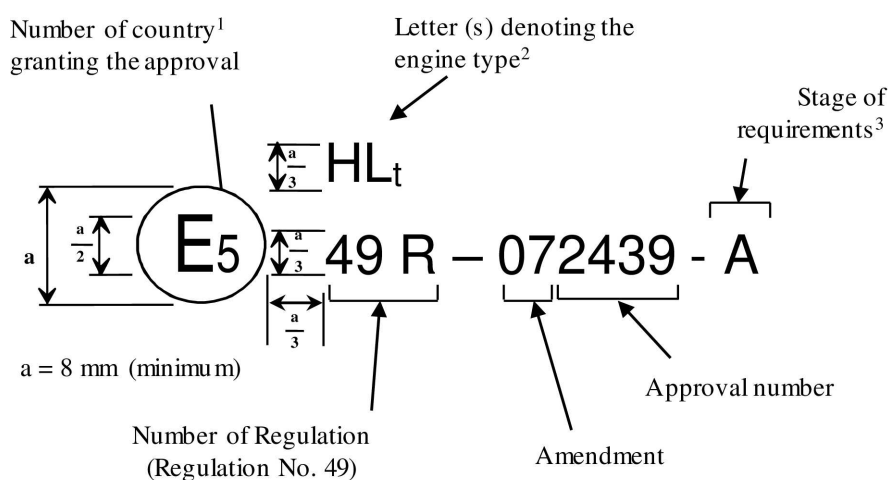 Number of country¹
granting the approval
Letter (s) denoting the
engine type²
Stage of
requirements³
a
3
HLt
a
a
2
E5
a
3
49 R – 072439 - A
a
3
a = 8 mm (minimum)
Approval number
Number of Regulation
(Regulation No. 49)
Amendment